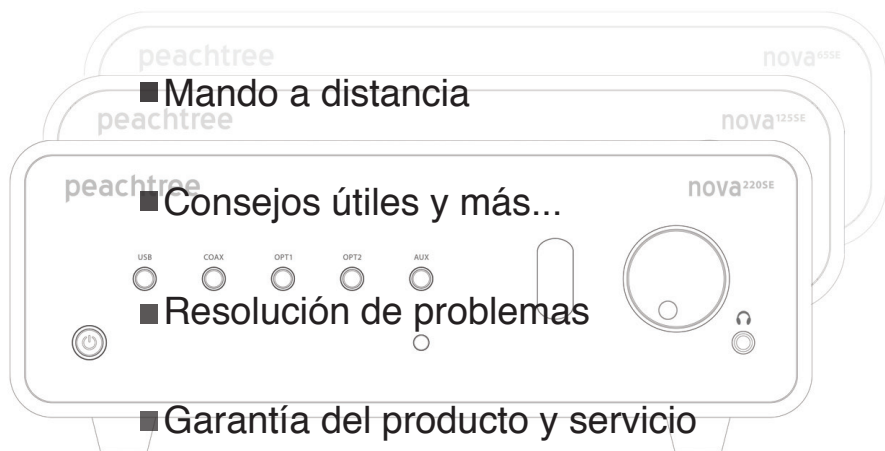 peachtree nova65SE
■Mando a distancia
peachtree nova125SE
peachtree nova220SE
■Consejos útiles y más...
USB COAX OPT1 OPT2 AUX
■Resolución de problemas
■Garantía del producto y servicio